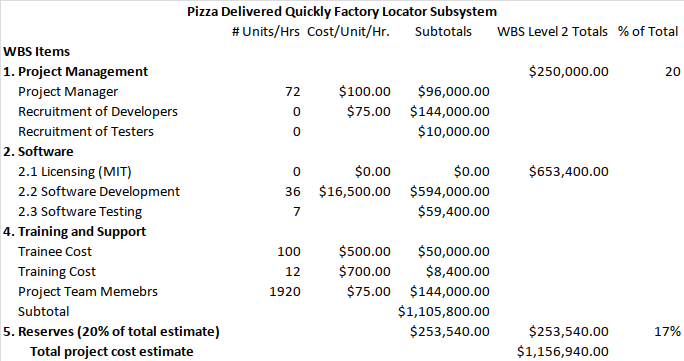 Pizza Delivered Quickly Factory Locator Subsystem
# Units/Hrs Cost/Unit/Hr. Subtotals WBS Level 2 Totals % of Total
WBS Items
1. Project Management $250,000.00 20
Project Manager 72 $100.00 $96,000.00
Recruitment of Developers 0 $75.00 $144,000.00
Recruitment of Testers 0 $10,000.00
2. Software
2.1 Licensing (MIT) 0 $0.00 $0.00 $653,400.00
2.2 Software Development 36 $16,500.00 $594,000.00
2.3 Software Testing 7 $59,400.00
4. Training and Support
Trainee Cost 100 $500.00 $50,000.00
Training Cost 12 $700.00 $8,400.00
Project Team Memebrs 1920 $75.00 $144,000.00
Subtotal $1,105,800.00
5. Reserves (20% of total estimate) $253,540.00 $253,540.00 17%
Total project cost estimate $1,156,940.00